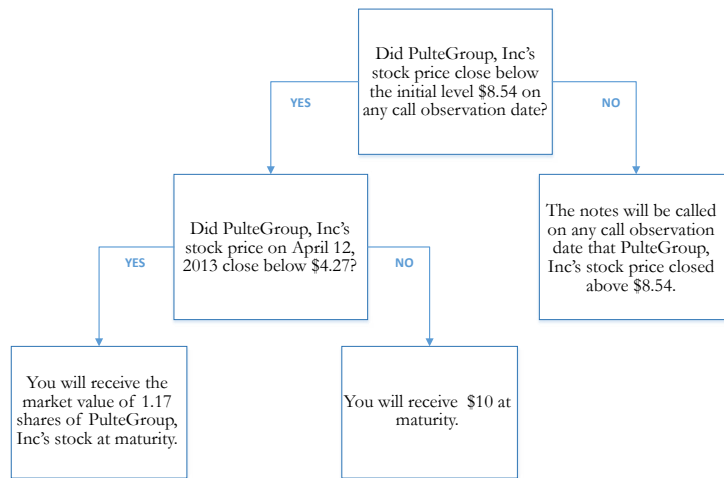 Did PulteGroup, Inc's
stock price close below
the initial level $8.54 on
any call observation date?
YES
NO
Did PulteGroup, Inc's
stock price on April 12,
2013 close below $4.27?
The notes will be called
on any call observation
date that PulteGroup,
Inc's stock price closed
above $8.54.
YES
NO
You will receive the
market value of 1.17
shares of PulteGroup,
Inc's stock at maturity.
You will receive $10 at
maturity.